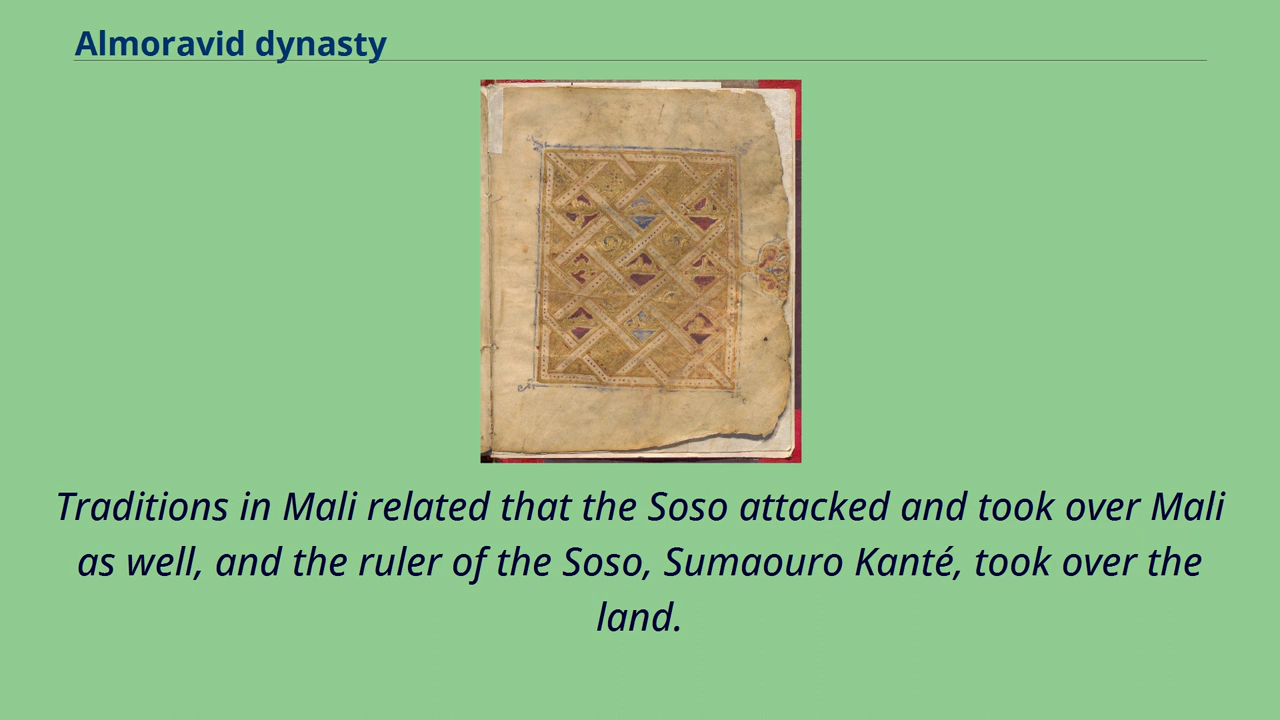 Almoravid dynasty
Traditions in Mali related that the Soso attacked and took over Mali
as well, and the ruler of the Soso, Sumaouro Kanté, took over the
land.